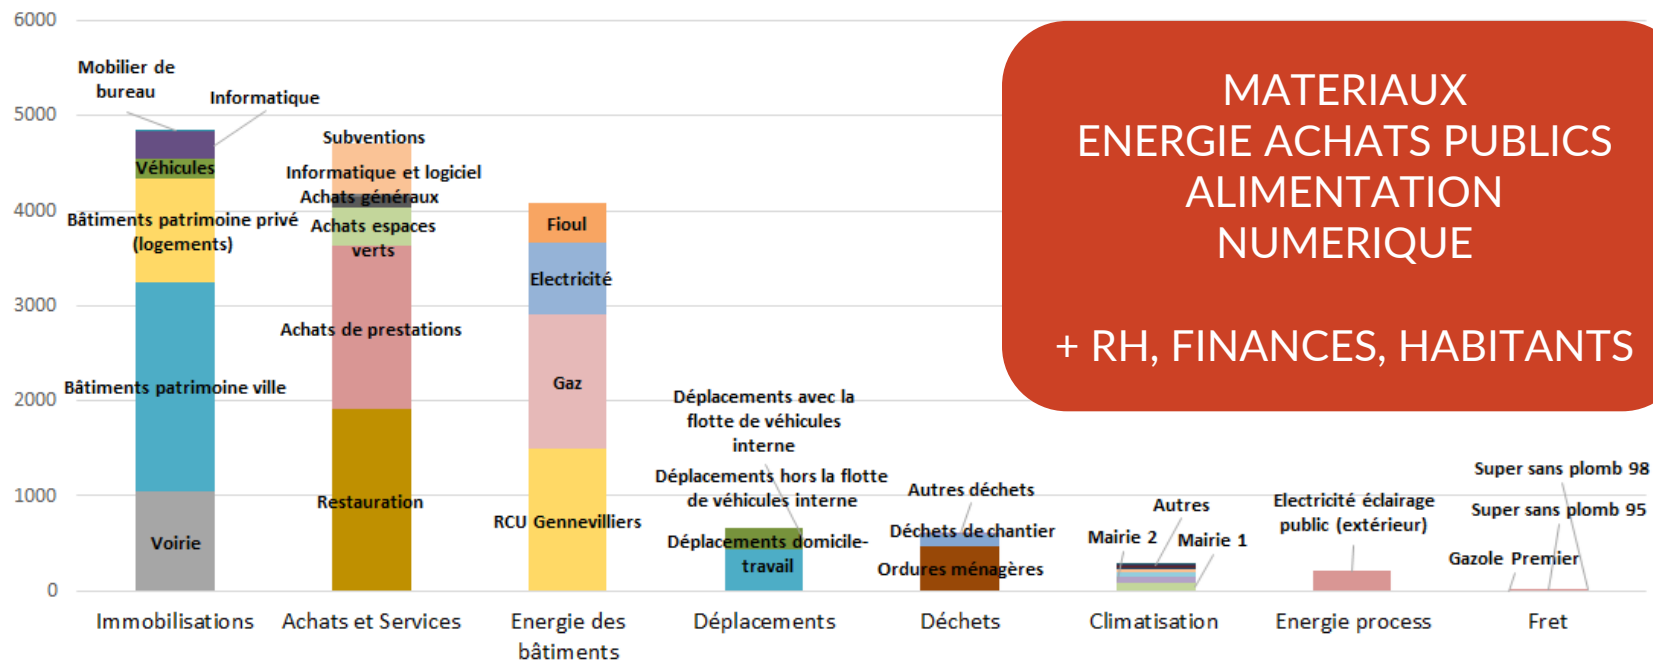 6000
5000
4000
3000
2000
1000
0
Mobilier de
bureau
Informatique
Véhicules
Bâtiments patrimoine privé
(logements)
Bâtiments patrimoine ville
Voirie
Subventions
Informatique et logiciel
Achats généraux
Achats espaces
verts
Achats de prestations
Restauration
Fioul
Electricité
Gaz
RCU Gennevilliers
Déplacements avec la
flotte de véhicules
interne
Déplacements hors la flotte
de véhicules interne
Déplacements domicile-
travail
Autres déchets
Déchets de chantier
Ordures ménagères
Autres
Mairie 2
Mairie 1
Electricité éclairage
public (extérieur)
Super sans plomb 98
Super sans plomb 95
Gazole Premier
Immobilisations
Achats et Services
Energie des
bâtiments
Déplacements
Déchets
Climatisation
Energie process
Fret
MATERIAUX
ENERGIE ACHATS PUBLICS
ALIMENTATION
NUMERIQUE
+ RH, FINANCES, HABITANTS